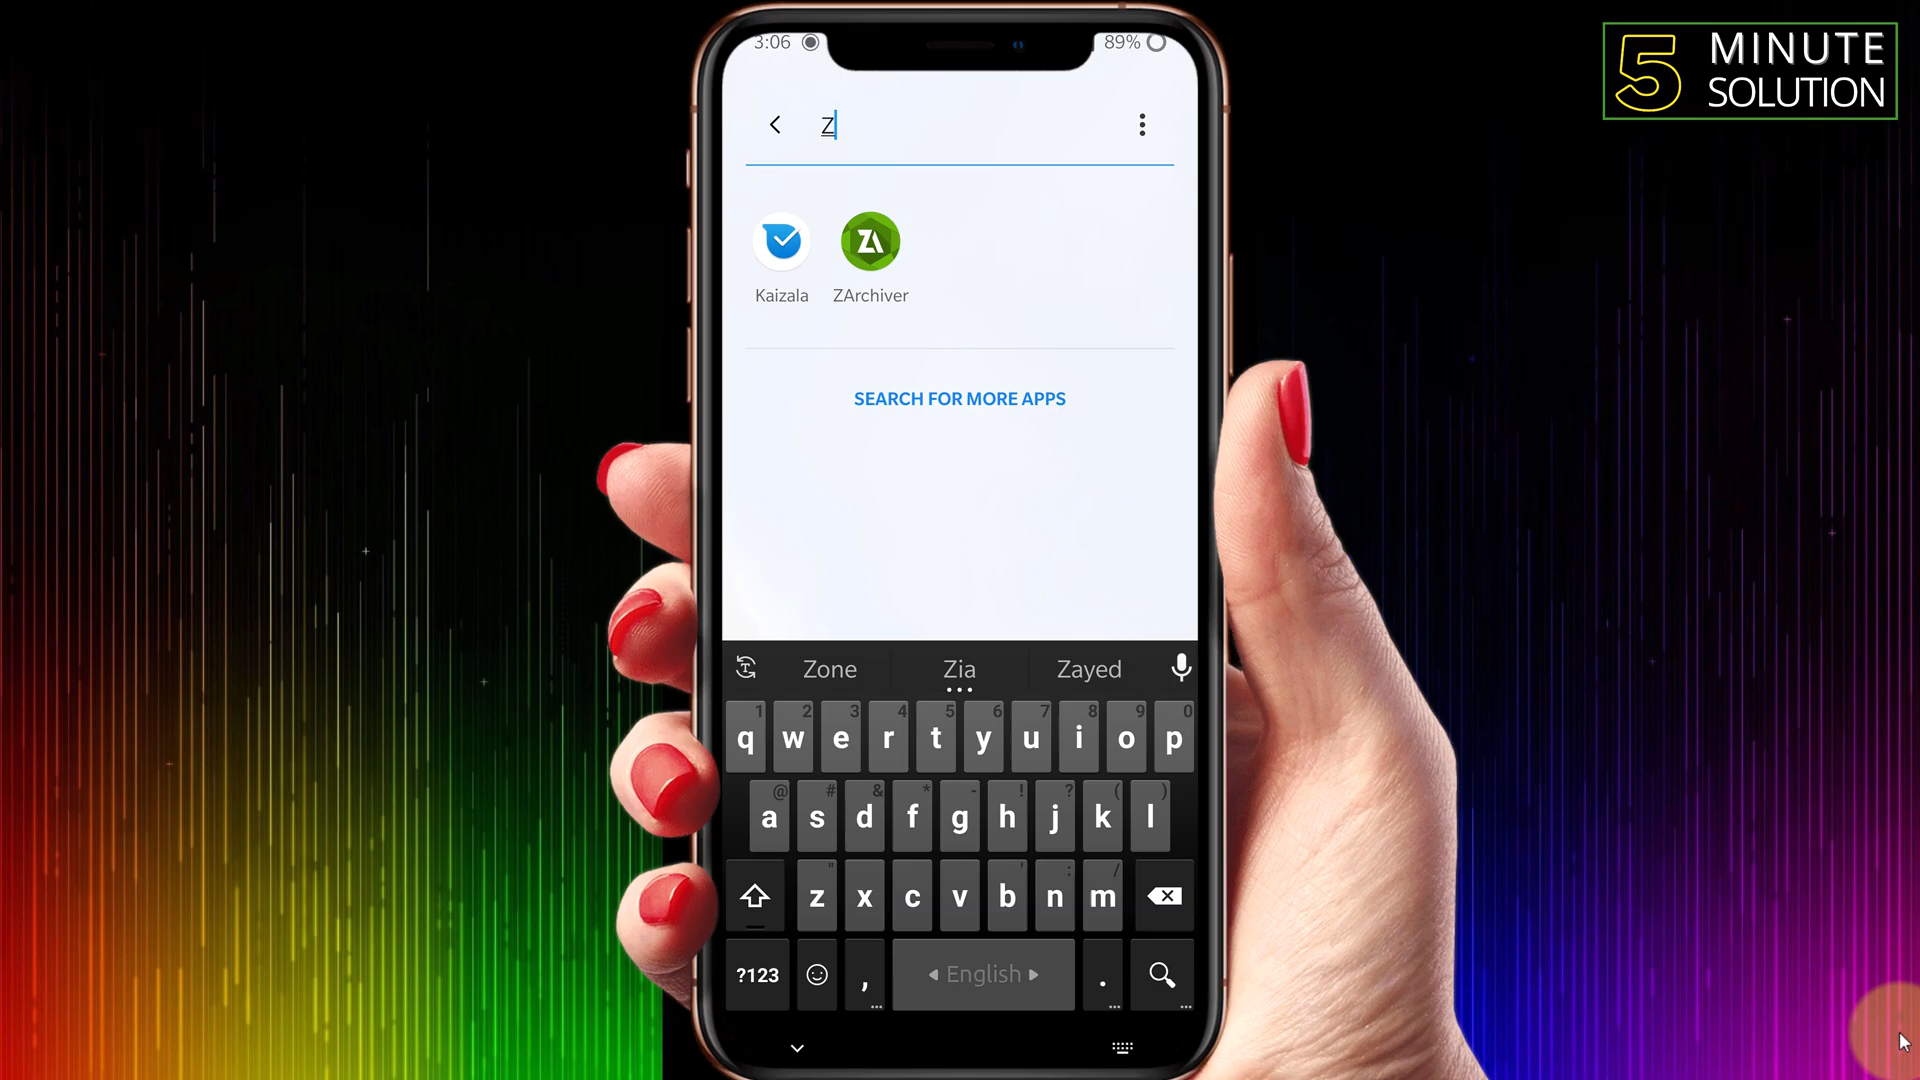 3:06
89%
5 MINUTE
SOLUTION
Z
ZA
Kaizala ZArchiver
SEARCH FOR MORE APPS
Zone Zia Zayed
1 2 3 4 5 6 7 8 9 0
q w e r t y u i o p
@ # & * - ! ? ( )
a s d f g h j k l
" ' : /
z x c v b n m
?123 , English .